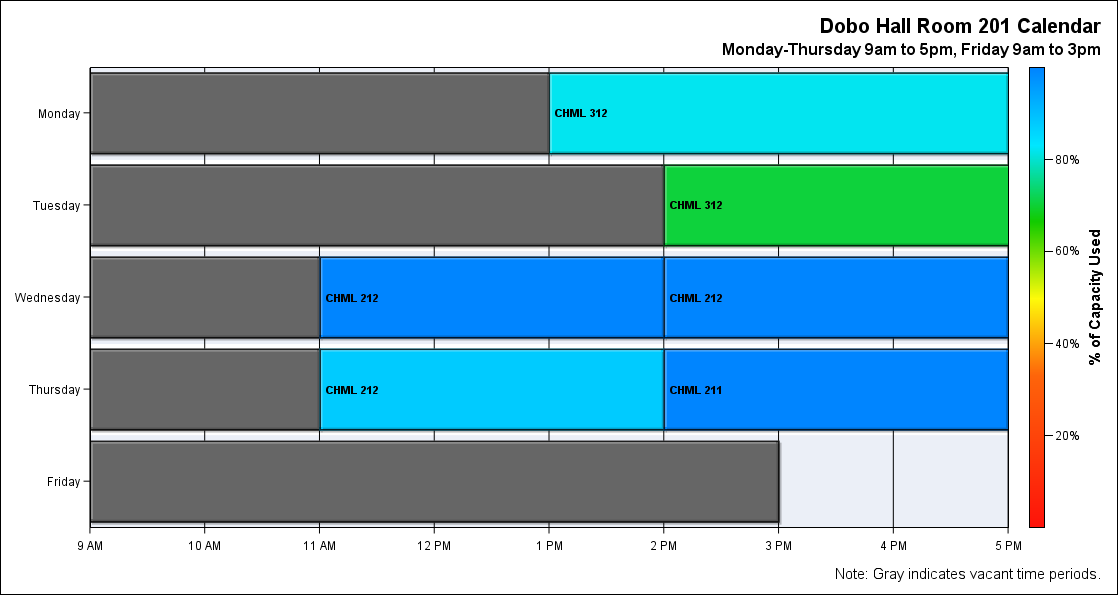 Dobo Hall Room 201 Calendar
Monday-Thursday 9am to 5pm, Friday 9am to 3pm
Monday
CHML 312
Tuesday
CHML 312
Wednesday
CHML 212
CHML 212
Thursday
CHML 212
CHML 211
Friday
9 AM
10 AM
11 AM
12 PM
1 PM
2 PM
3 PM
4 PM
5 PM
80%
60%
40%
20%
% of Capacity Used
Note: Gray indicates vacant time periods.